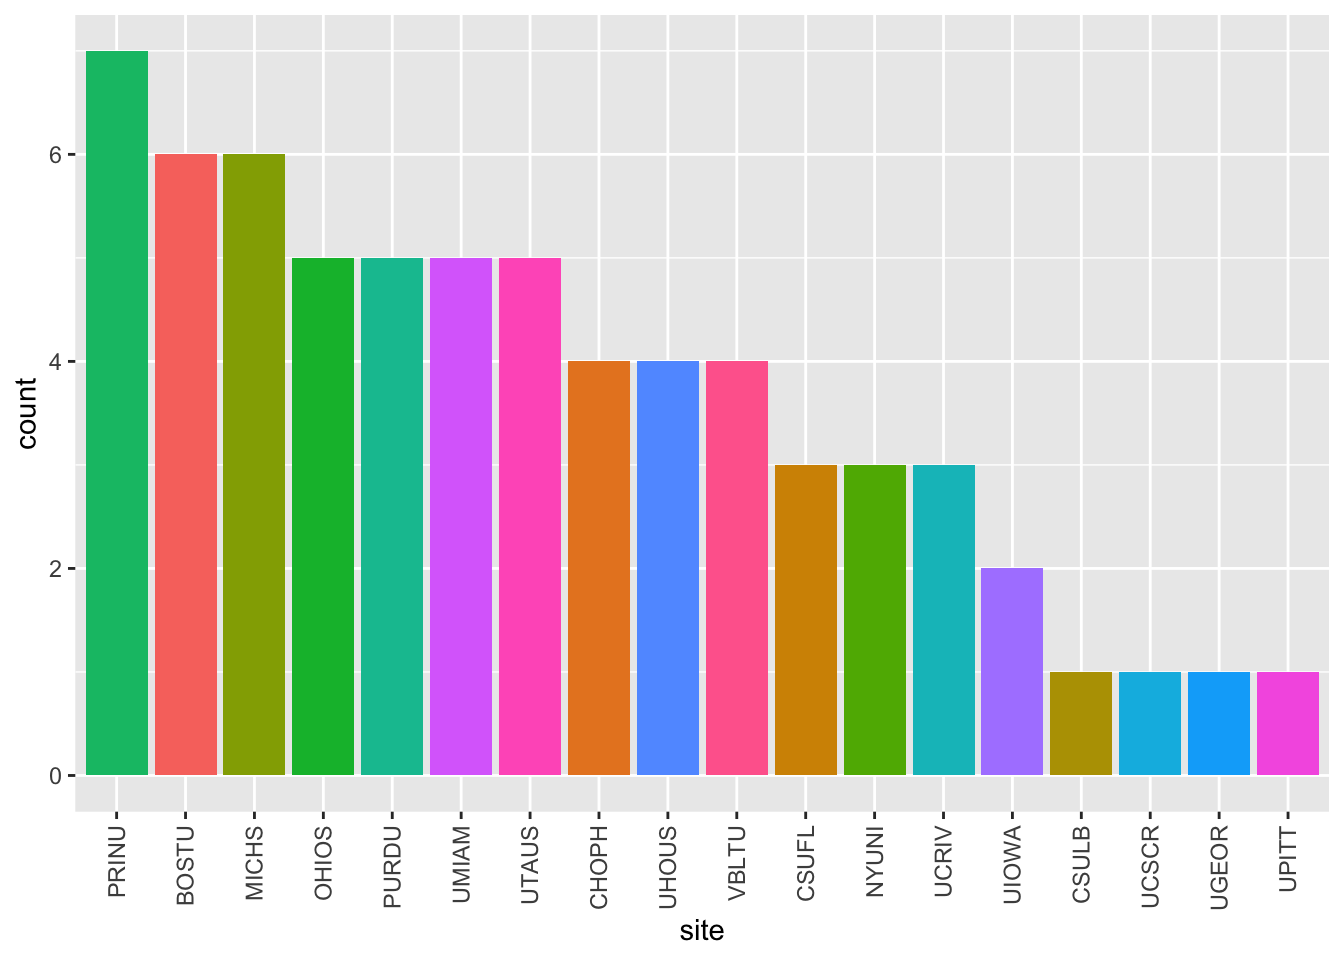 count
6
4
2
0
PRINU
BOSTU
MICHS
OHIOS
PURDU
UMIAM
UTAUS
CHOPH
UHOUS
VBLTU
CSUFL
NYUNI
UCRIV
UIOWA
CSULB
UCSCR
UGEOR
UPITT
site